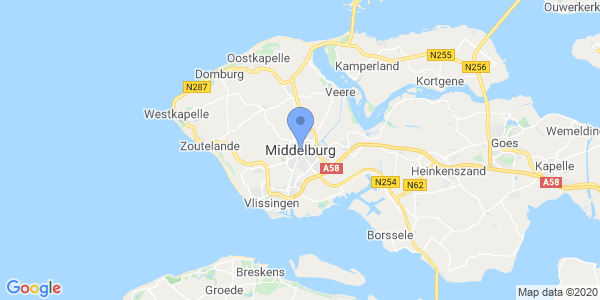 Ouwerkerk
Oostkapelle
N255
N256
Kamperland
Domburg
Kortgene
N287
Veere
Westkapelle
Wemelding
Zoutelande
Middelburg
Goes
A58
Heinkenszand
Kapelle
N254
N62
A58
Vlissingen
Borssele
Breskens
Groede
Google
Map data ©2020